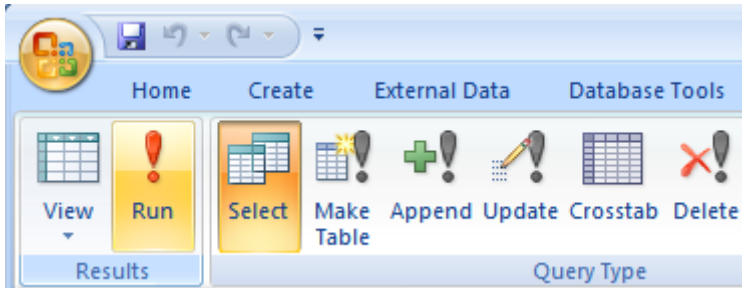 Home Create External Data Database Tools
View Run Select Make Table Append Update Crosstab Delete
Results Query Type